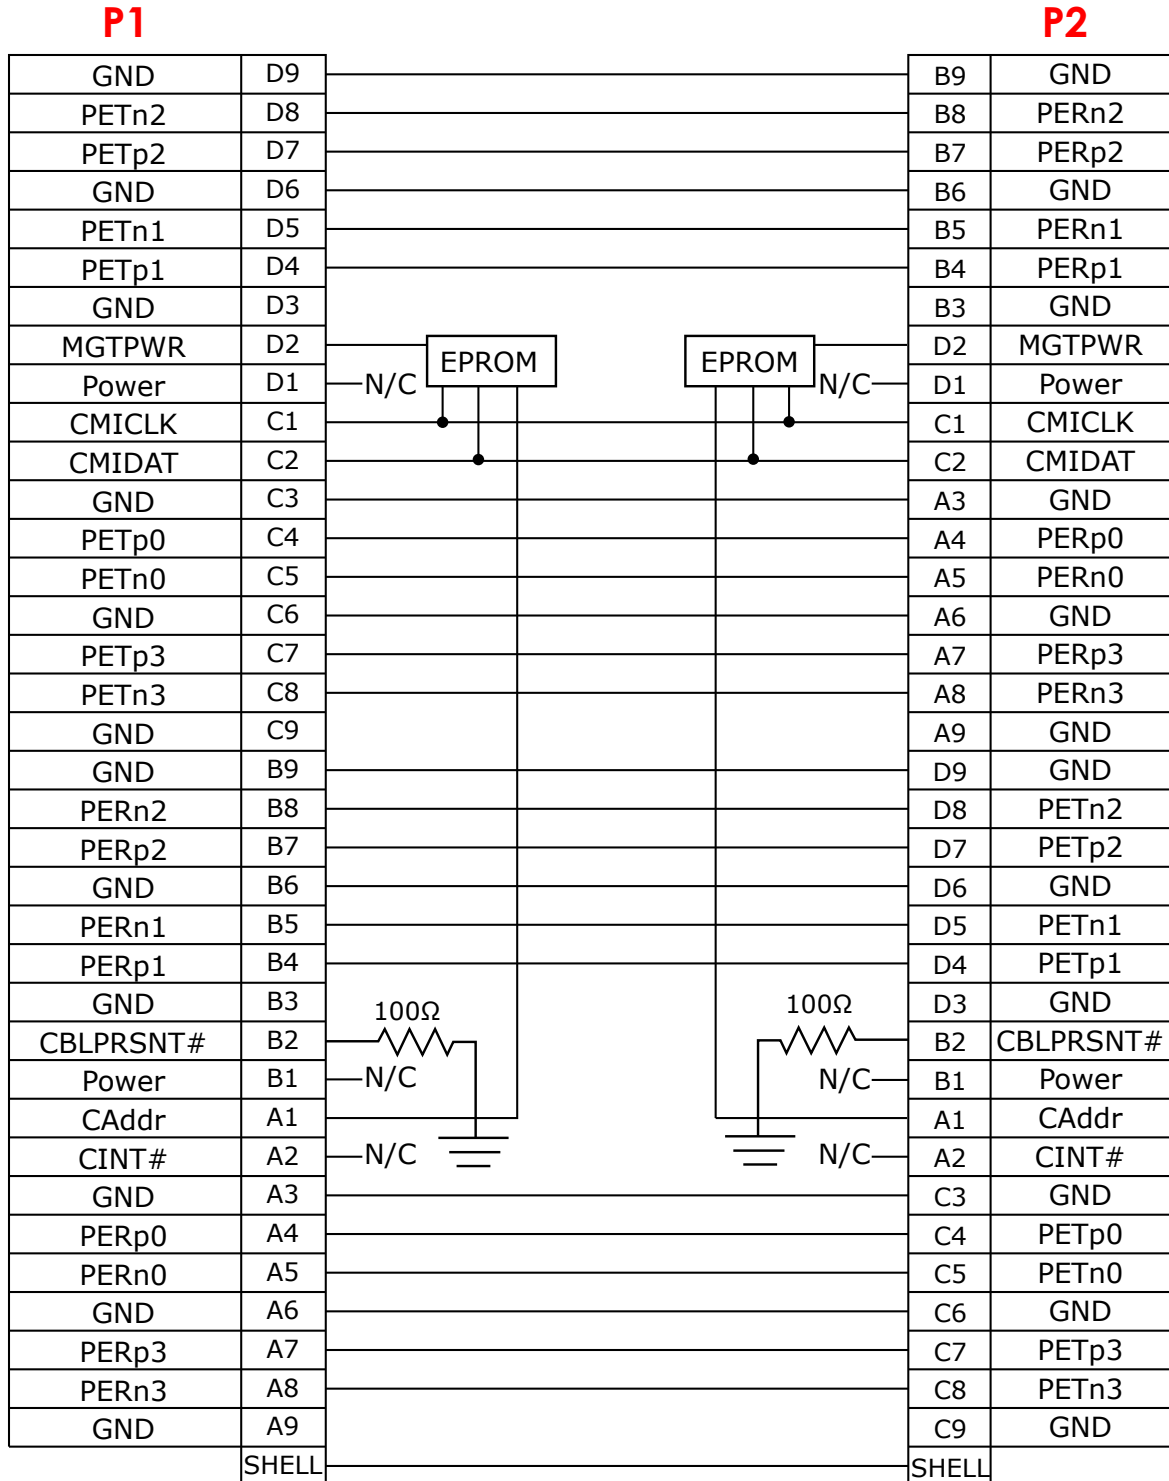 P1 P2
GND D9 B9 GND
PETn2 D8 B8 PERn2
PETp2 D7 B7 PERp2
GND D6 B6 GND
PETn1 D5 B5 PERn1
PETp1 D4 B4 PERp1
GND D3 B3 GND
MGTPWR D2 EPROM EPROM D2 MGTPWR
Power D1 N/C N/C D1 Power
CMICLK C1 C1 CMICLK
CMIDAT C2 C2 CMIDAT
GND C3 A3 GND
PETp0 C4 A4 PERp0
PETn0 C5 A5 PERn0
GND C6 A6 GND
PETp3 C7 A7 PERp3
PETn3 C8 A8 PERn3
GND C9 A9 GND
GND B9 D9 GND
PERn2 B8 D8 PETn2
PERp2 B7 D7 PETp2
GND B6 D6 GND
PERn1 B5 D5 PETn1
PERp1 B4 D4 PETp1
GND B3 100Ω 100Ω D3 GND
CBLPRSNT# B2 B2 CBLPRSNT#
Power B1 N/C N/C B1 Power
CAddr A1 A1 CAddr
CINT# A2 N/C N/C A2 CINT#
GND A3 C3 GND
PERp0 A4 C4 PETp0
PERn0 A5 C5 PETn0
GND A6 C6 GND
PERp3 A7 C7 PETp3
PERn3 A8 C8 PETn3
GND A9 C9 GND
SHELL SHELL